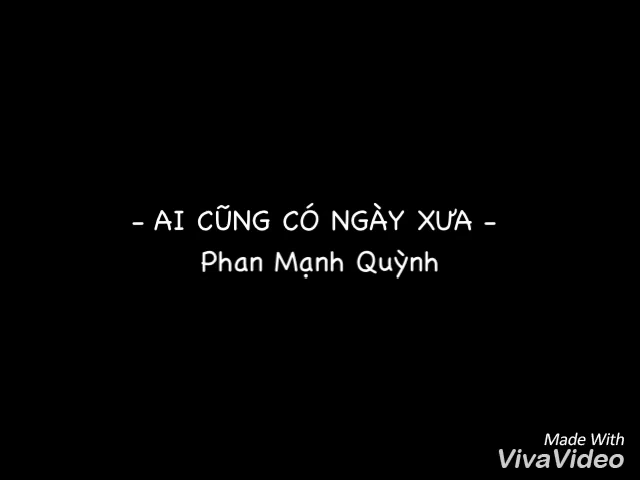 - AI CŨNG CÓ NGÀY XƯA -
Phan Mạnh Quỳnh
Made With
VivaVideo